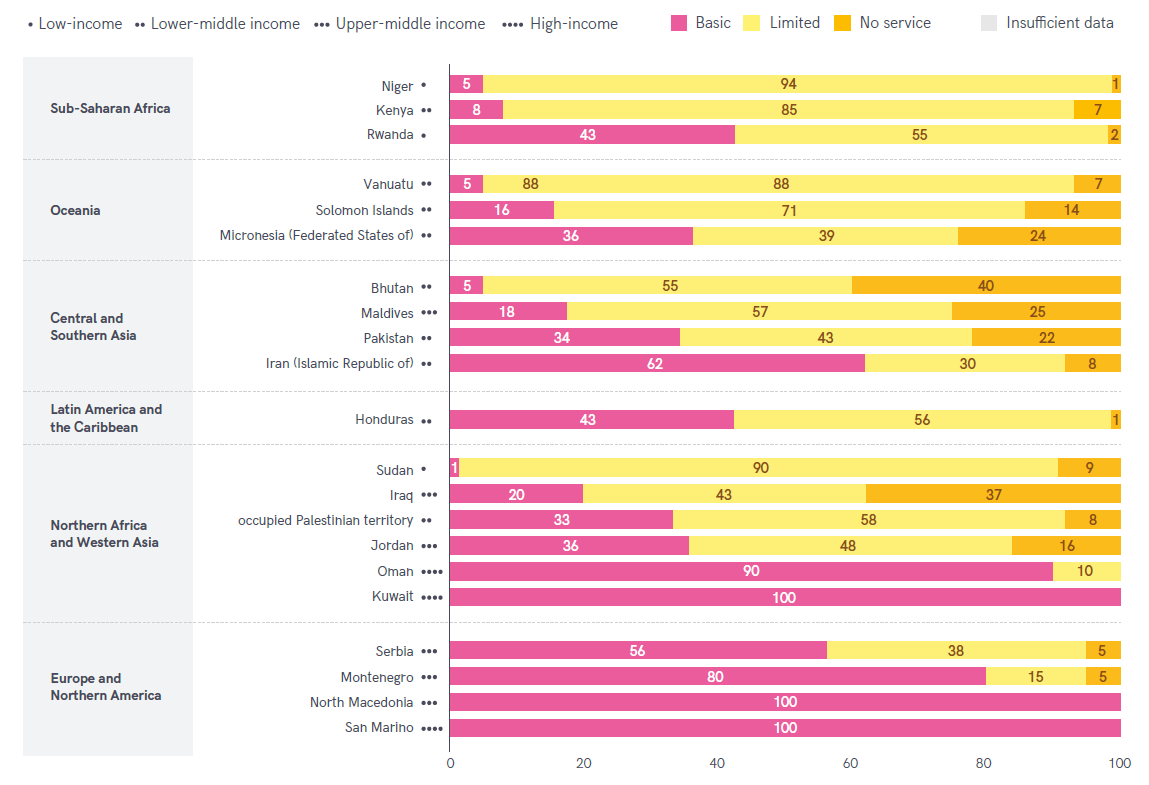 • Low-income •• Lower-middle income ••• Upper-middle income •••• High-income Basic Limited No service Insufficient data
Sub-Saharan Africa
Niger • 5 94 1
Kenya •• 8 85 7
Rwanda • 43 55 2
Oceania
Vanuatu •• 5 88 88 7
Solomon Islands •• 16 71 14
Micronesia (Federated States of) •• 36 39 24
Central and
Southern Asia
Bhutan •• 5 55 40
Maldives ••• 18 57 25
Pakistan •• 34 43 22
Iran (Islamic Republic of) •• 62 30 8
Latin America and
the Caribbean
Honduras •• 43 56 1
Northern Africa
and Western Asia
Sudan • 1 90 9
Iraq ••• 20 43 37
occupied Palestinian territory •• 33 58 8
Jordan ••• 36 48 16
Oman •••• 90 10
Kuwait •••• 100
Europe and
Northern America
Serbia ••• 56 38 5
Montenegro ••• 80 15 5
North Macedonia ••• 100
San Marino •••• 100
0 20 40 60 80 100